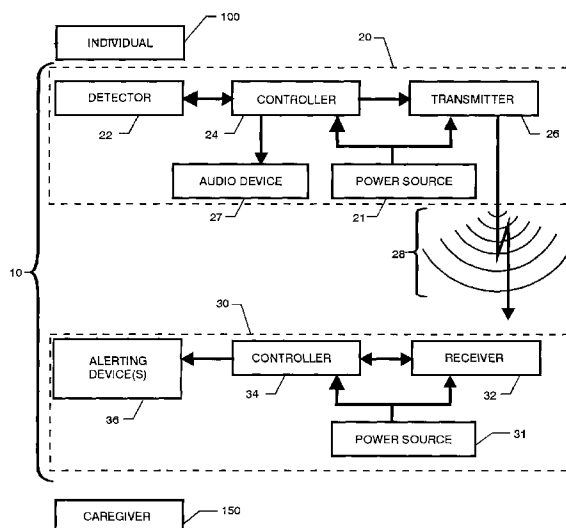 100
INDIVIDUAL
20
DETECTOR
CONTROLLER
TRANSMITTER
22
24
26
AUDIO DEVICE
POWER SOURCE
27
21
28
10
30
ALERTING
DEVICE(S)
CONTROLLER
RECEIVER
34
32
36
POWER SOURCE
31
CAREGIVER
150